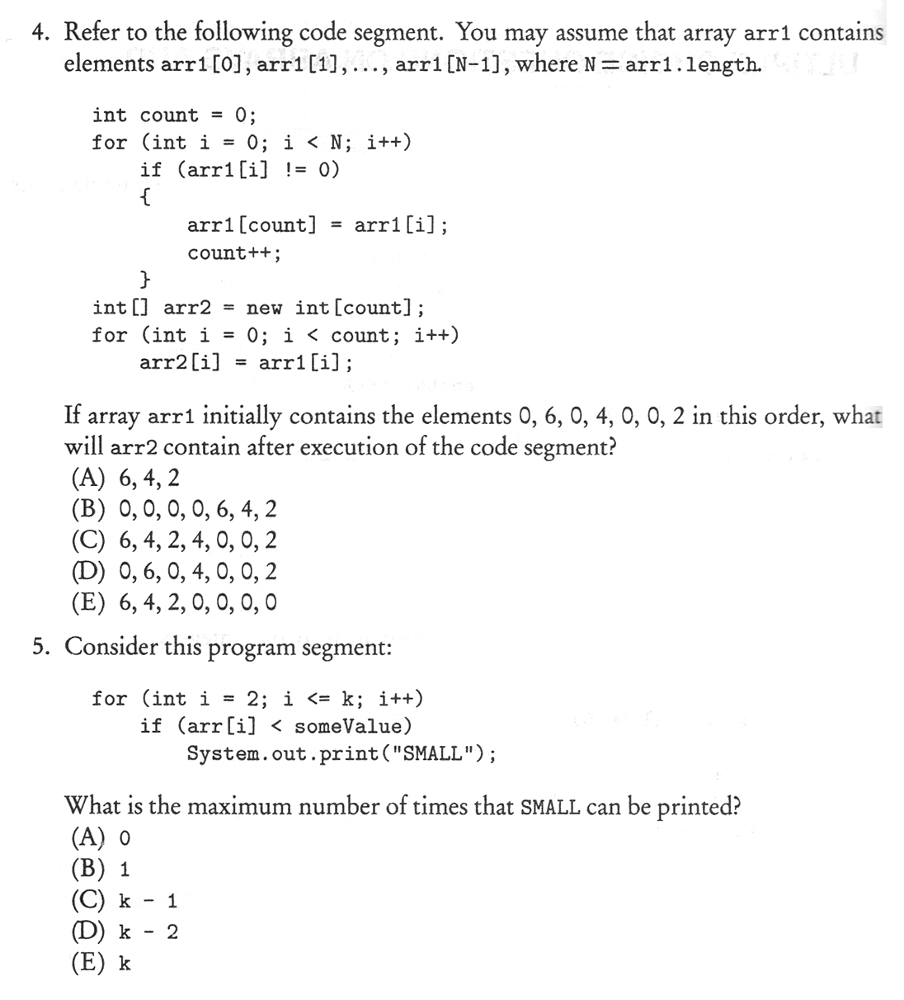 4. Refer to the following code segment. You may assume that array arr1 contains
elements arr1[0], arr1[1],..., arr1[N-1], where N = arr1.length.
int count = 0;
for (int i = 0; i < N; i++)
if (arr1[i] != 0)
{
arr1[count] = arr1[i];
count++;
}
int[] arr2 = new int[count];
for (int i = 0; i < count; i++)
arr2[i] = arr1[i];
If array arr1 initially contains the elements 0, 6, 0, 4, 0, 0, 2 in this order, what
will arr2 contain after execution of the code segment?
(A) 6, 4, 2
(B) 0, 0, 0, 0, 6, 4, 2
(C) 6, 4, 2, 4, 0, 0, 2
(D) 0, 6, 0, 4, 0, 0, 2
(E) 6, 4, 2, 0, 0, 0, 0
5. Consider this program segment:
for (int i = 2; i <= k; i++)
if (arr[i] < someValue)
System.out.print("SMALL");
What is the maximum number of times that SMALL can be printed?
(A) 0
(B) 1
(C) k - 1
(D) k - 2
(E) k